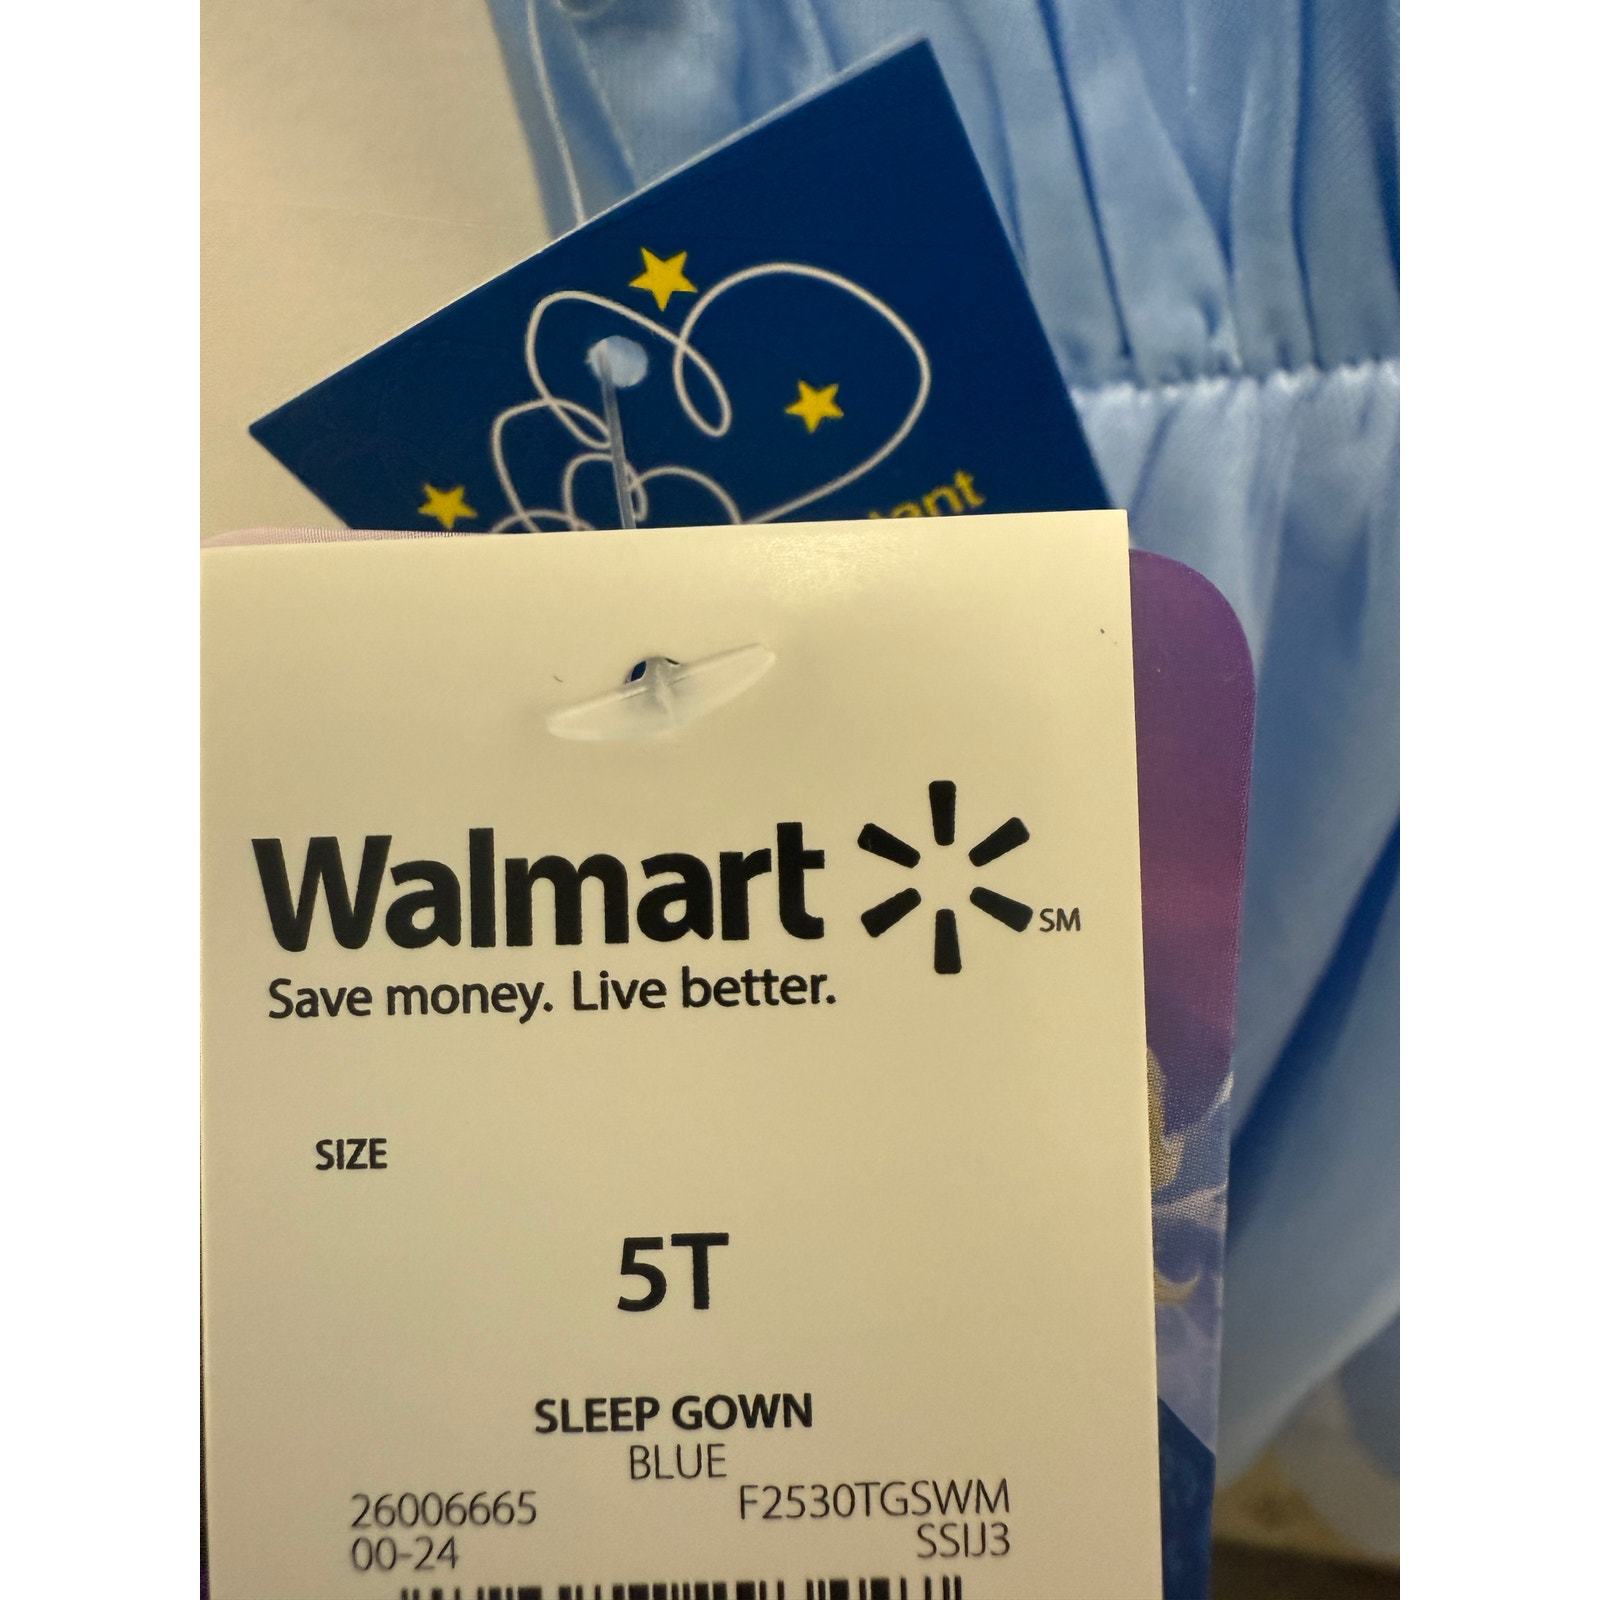 Walmart
SM
Save money. Live better.
SIZE
5T
SLEEP GOWN
BLUE
26006665 F2530TGSWM
00-24 SSIJ3